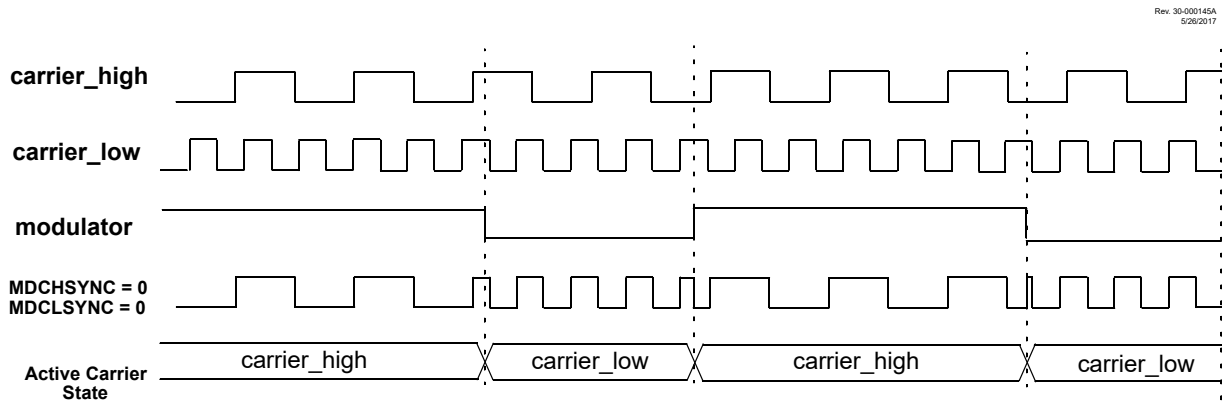 Rev. 30-000145A
5/26/2017
carrier_high
carrier_low
modulator
MDCHSYNC = 0
MDCLSYNC = 0
Active Carrier
State
carrier_high
carrier_low
carrier_high
carrier_low